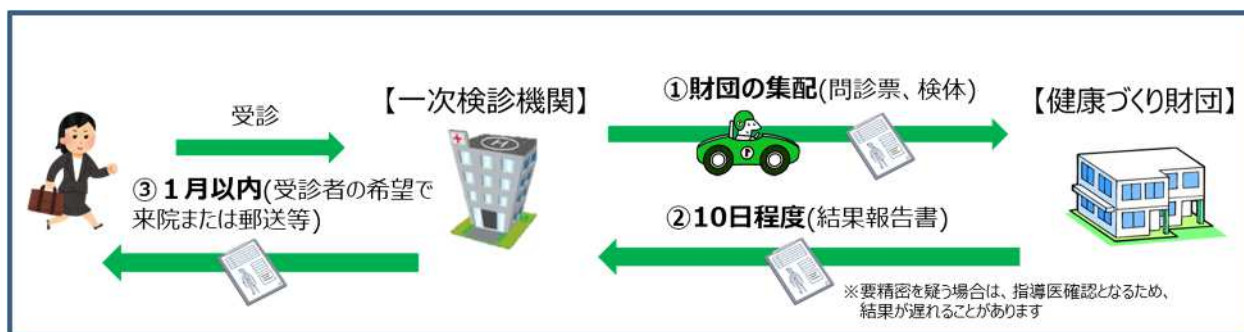 受診
【一次検診機関】
①財団の集配(問診票、検体)
【健康づくり財団】
③１月以内(受診者の希望で
来院または郵送等)
②10日程度(結果報告書)
※要精密を疑う場合は、指導医確認となるため、
結果が遅れることがあります
H
P